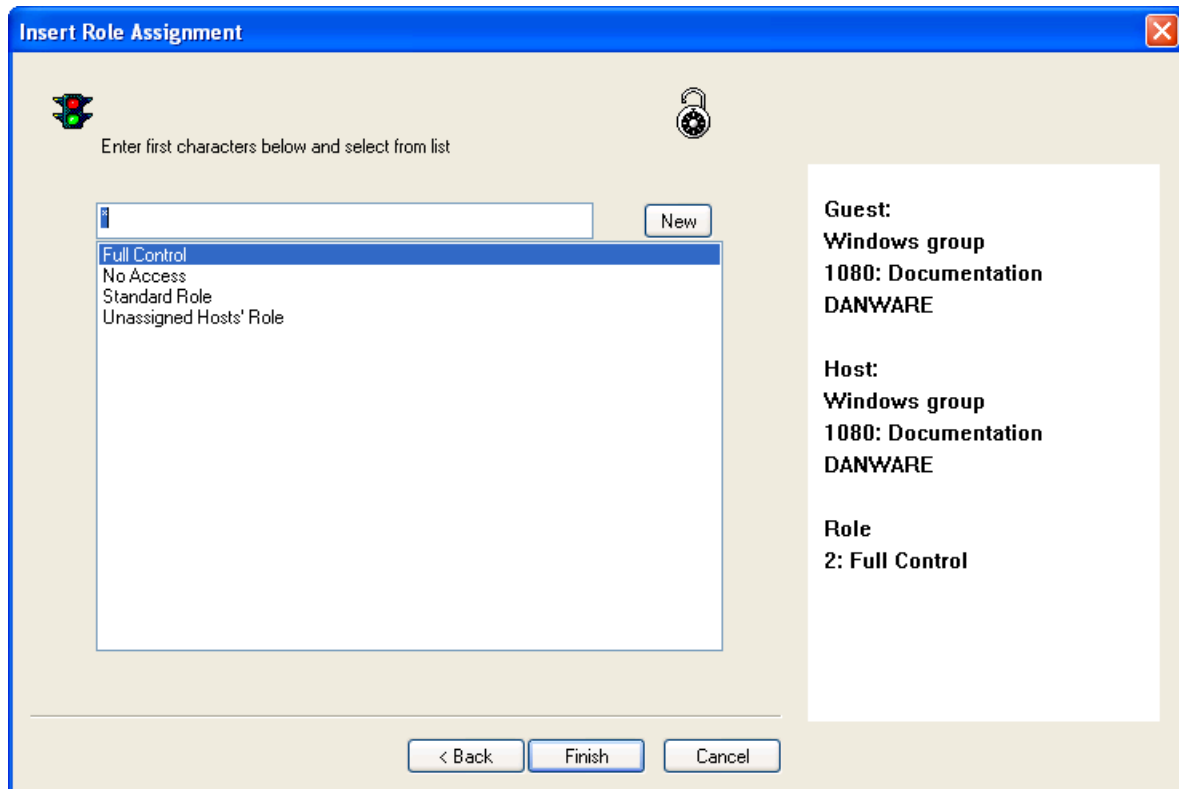 Insert Role Assignment
Enter first characters below and select from list
*
New
Full Control
No Access
Standard Role
Unassigned Hosts' Role
Guest:
Windows group
1080: Documentation
DANWARE
Host:
Windows group
1080: Documentation
DANWARE
Role
2: Full Control
< Back
Finish
Cancel